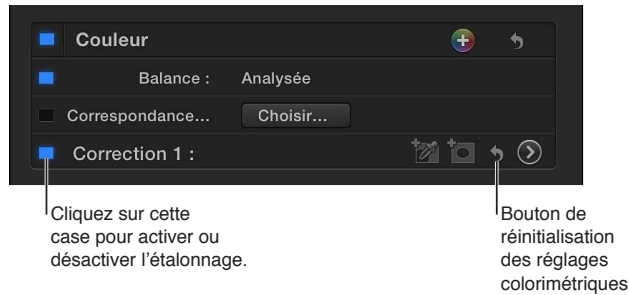 Couleur
Balance : Analysée
Correspondance... Choisir...
Correction 1 :
Cliquez sur cette
case pour activer ou
désactiver l'étalonnage.
Bouton de
réinitialisation
des réglages
colorimétriques